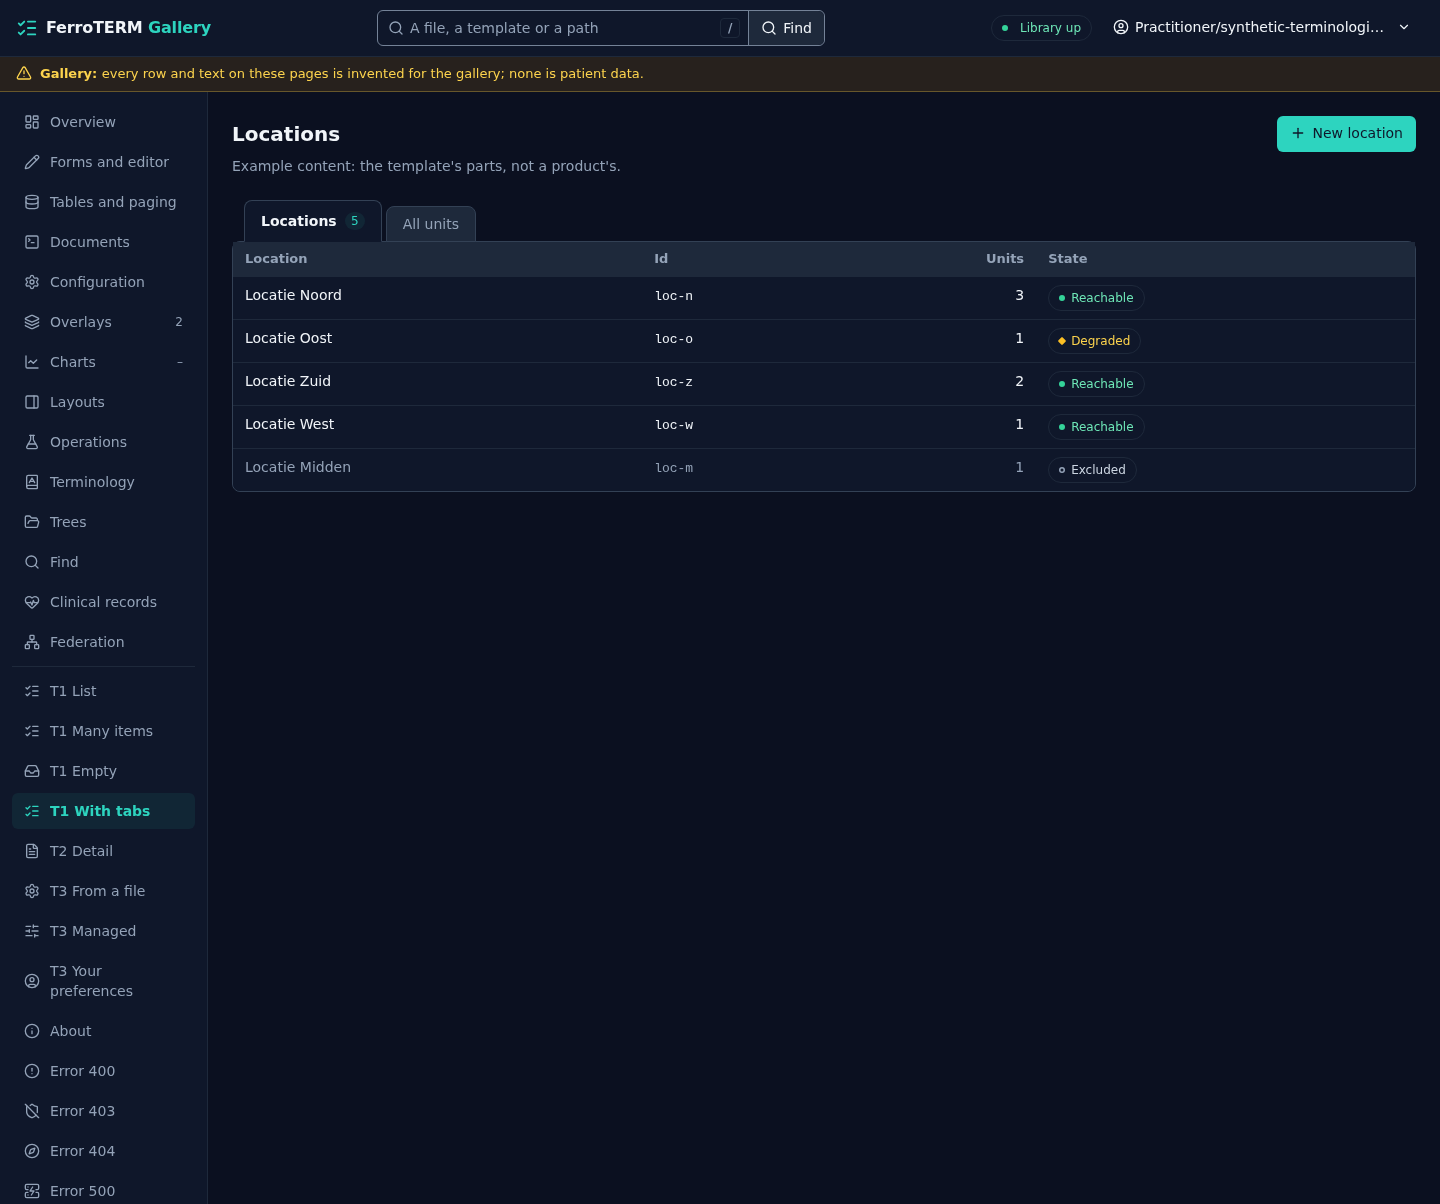 FerroTERM Gallery
A file, a template or a path
/
Find
Library up
Practitioner/synthetic-terminologi…
Gallery: every row and text on these pages is invented for the gallery; none is patient data.
Overview
Forms and editor
Tables and paging
Documents
Configuration
Overlays 2
Charts –
Layouts
Operations
Terminology
Trees
Find
Clinical records
Federation
T1 List
T1 Many items
T1 Empty
T1 With tabs
T2 Detail
T3 From a file
T3 Managed
T3 Your
preferences
About
Error 400
Error 403
Error 404
Error 500
Locations
New location
Example content: the template's parts, not a product's.
Locations 5
All units
Location Id Units State
Locatie Noord loc-n 3 Reachable
Locatie Oost loc-o 1 Degraded
Locatie Zuid loc-z 2 Reachable
Locatie West loc-w 1 Reachable
Locatie Midden loc-m 1 Excluded